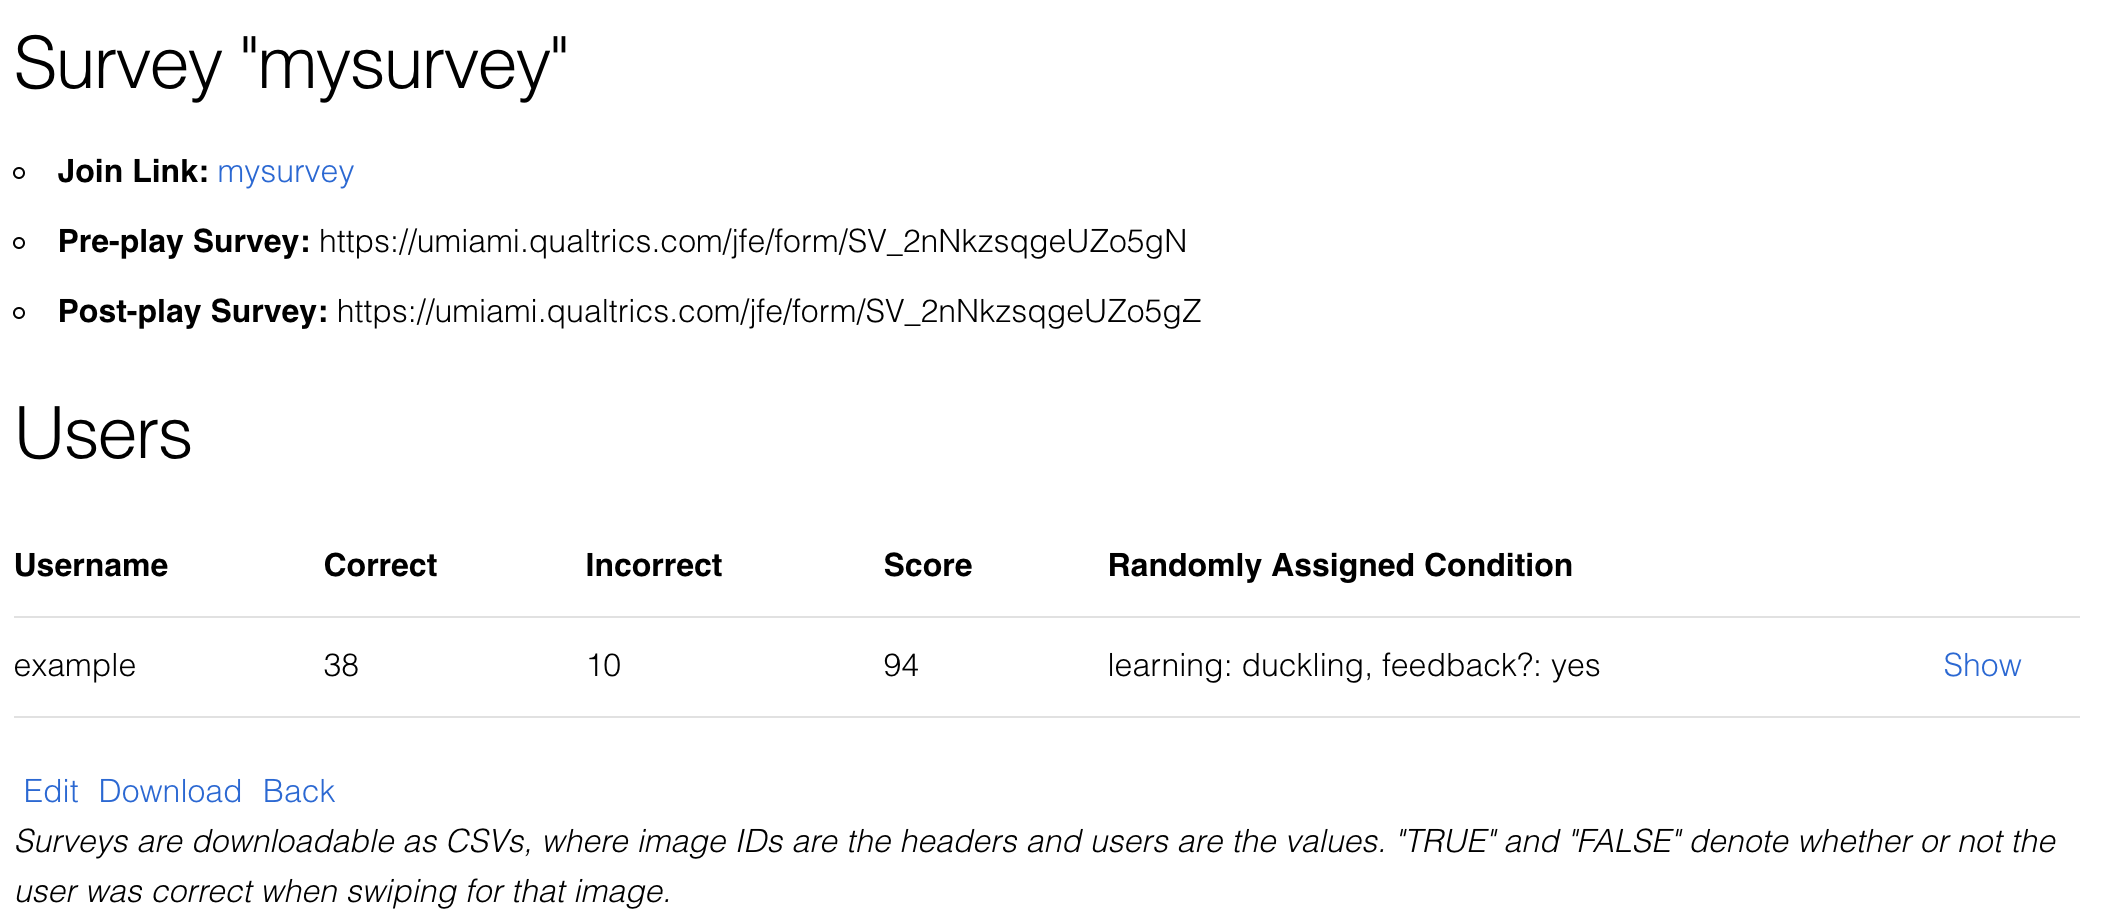 Survey "mysurvey"
Join Link: mysurvey
Pre-play Survey: https://umiami.qualtrics.com/jfe/form/SV_2nNkzsqgeUZo5gN
Post-play Survey: https://umiami.qualtrics.com/jfe/form/SV_2nNkzsqgeUZo5gZ
Users
Username Correct Incorrect Score Randomly Assigned Condition
example 38 10 94 learning: duckling, feedback?: yes Show
Edit Download Back
Surveys are downloadable as CSVs, where image IDs are the headers and users are the values. "TRUE" and "FALSE" denote whether or not the
user was correct when swiping for that image.